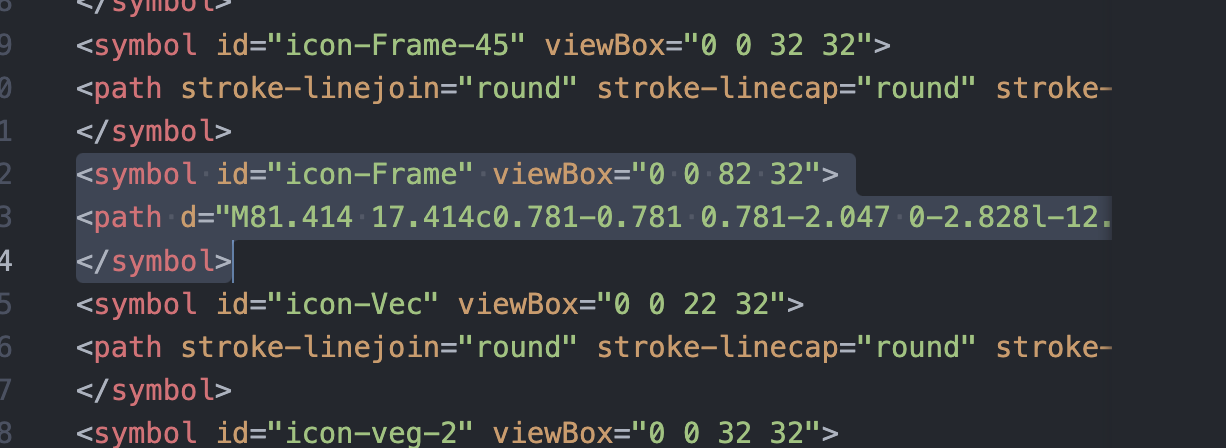 8 </symbol>
9 <symbol id="icon-Frame-45" viewBox="0 0 32 32">
0 <path stroke-linejoin="round" stroke-linecap="round" stroke-
1 </symbol>
2 <symbol id="icon-Frame" viewBox="0 0 82 32">
3 <path d="M81.414 17.414c0.781-0.781 0.781-2.047 0-2.828l-12.
4 </symbol>
5 <symbol id="icon-Vec" viewBox="0 0 22 32">
6 <path stroke-linejoin="round" stroke-linecap="round" stroke-
7 </symbol>
8 <symbol id="icon-veg-2" viewBox="0 0 32 32">